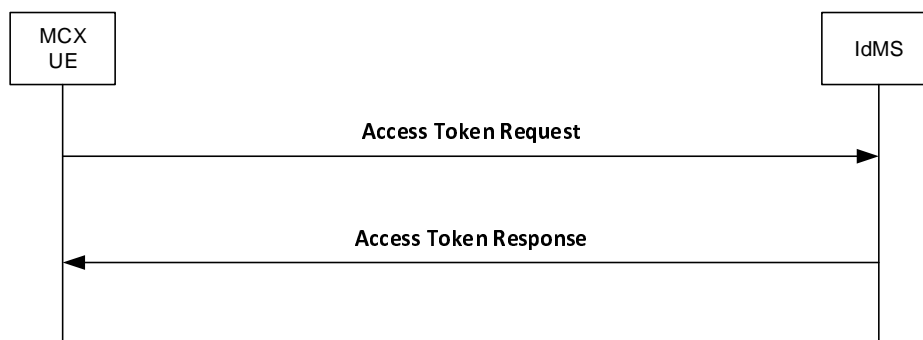 MCX
UE
IdMS
Access Token Request
Access Token Response